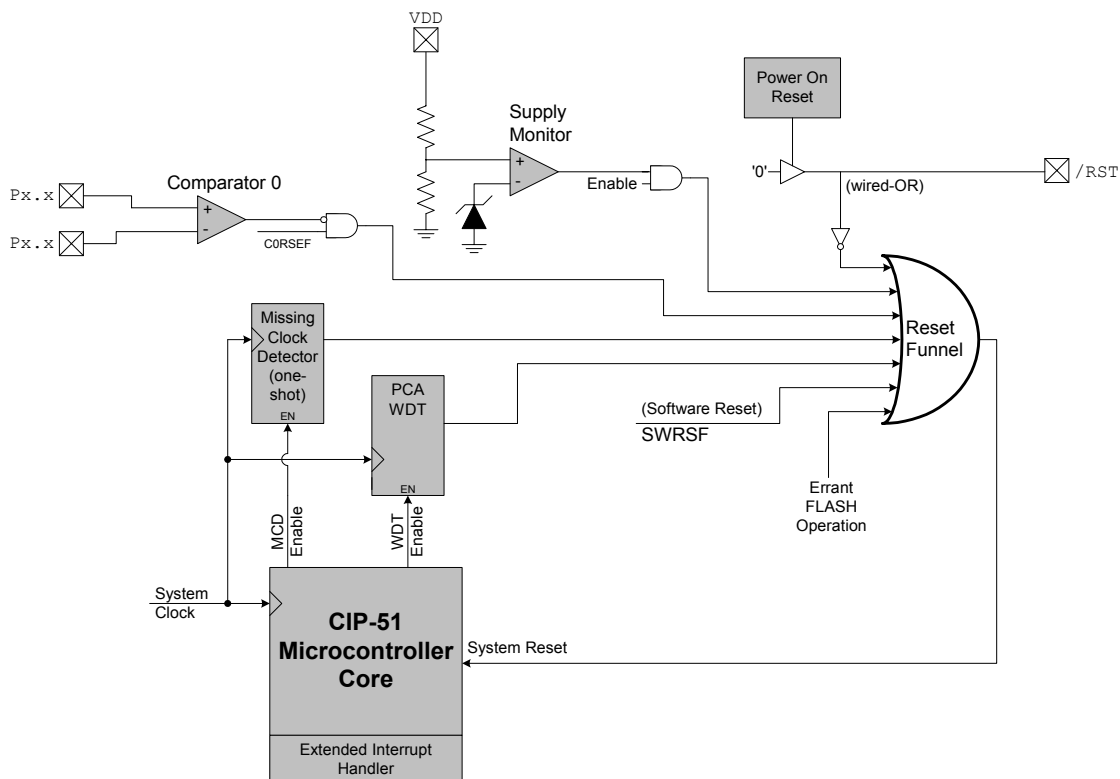 VDD
Power On
Reset
Supply
Monitor
+
-
Enable
'0'
(wired-OR)
/RST
Comparator 0
Px.x
Px.x
+
-
C0RSEF
Missing
Clock
Detector
(one-
shot)
EN
PCA
WDT
EN
Reset
Funnel
(Software Reset)
SWRSF
Errant
FLASH
Operation
MCD
Enable
WDT
Enable
System
Clock
CIP-51
Microcontroller
Core
System Reset
Extended Interrupt
Handler